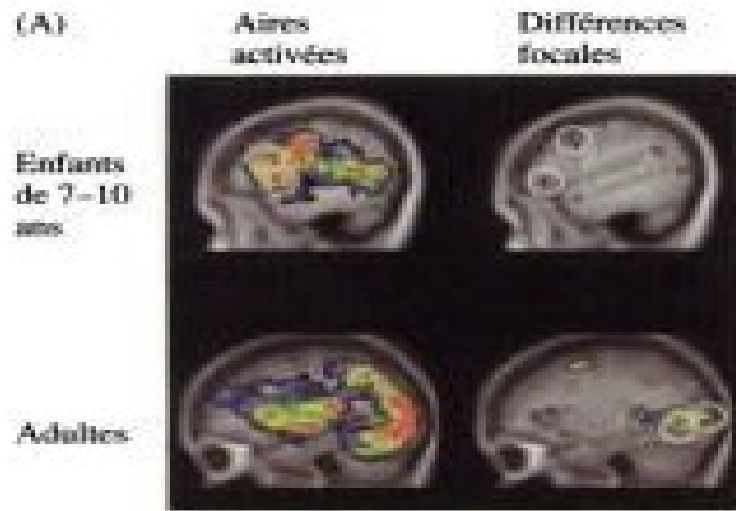 (A)
Aires
activées
Différences
focales
Enfants
de 7–10
ans
Adultes